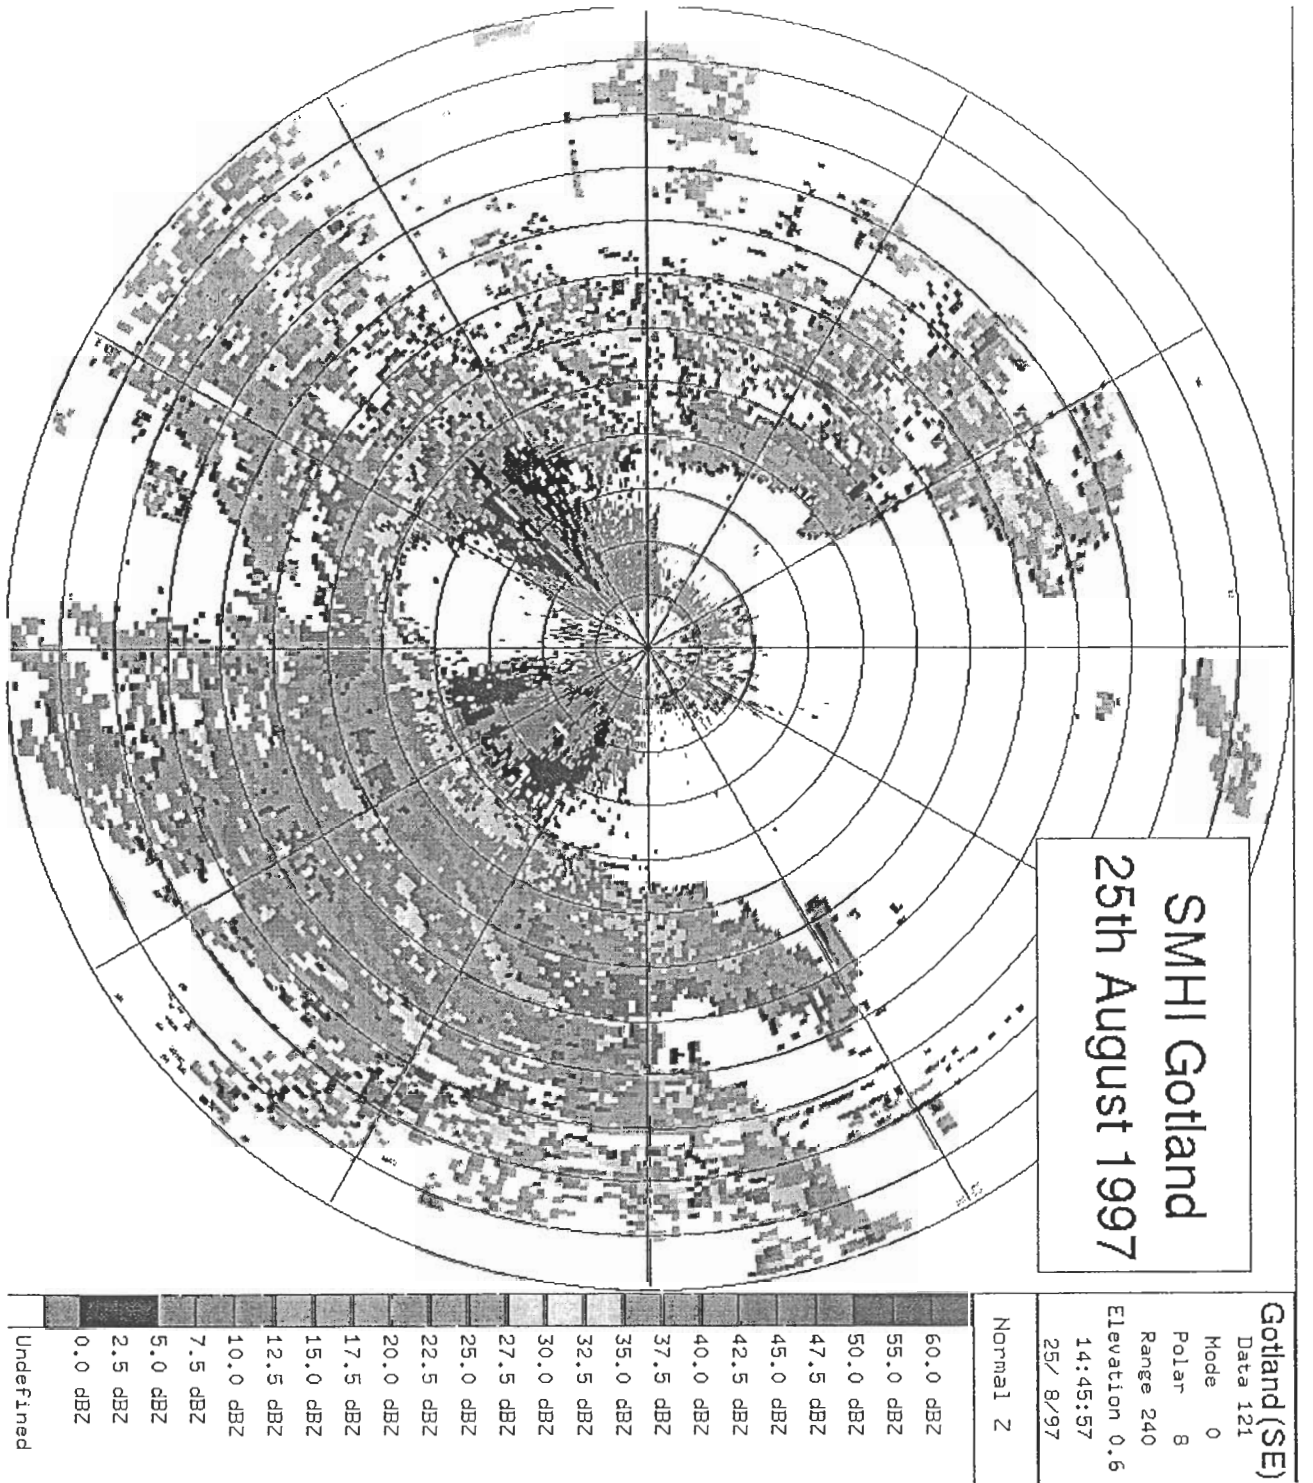 SMHI Gotland
25th August 1997
Gotland(SE)
Data 121
Mode 0
Polar 8
Range 240
Elevation 0.6
14:45:57
25/ 8/97
Normal Z
60.0 dBZ
55.0 dBZ
50.0 dBZ
47.5 dBZ
45.0 dBZ
42.5 dBZ
40.0 dBZ
37.5 dBZ
35.0 dBZ
32.5 dBZ
30.0 dBZ
27.5 dBZ
25.0 dBZ
22.5 dBZ
20.0 dBZ
17.5 dBZ
15.0 dBZ
12.5 dBZ
10.0 dBZ
7.5 dBZ
5.0 dBZ
2.5 dBZ
0.0 dBZ
Undefined